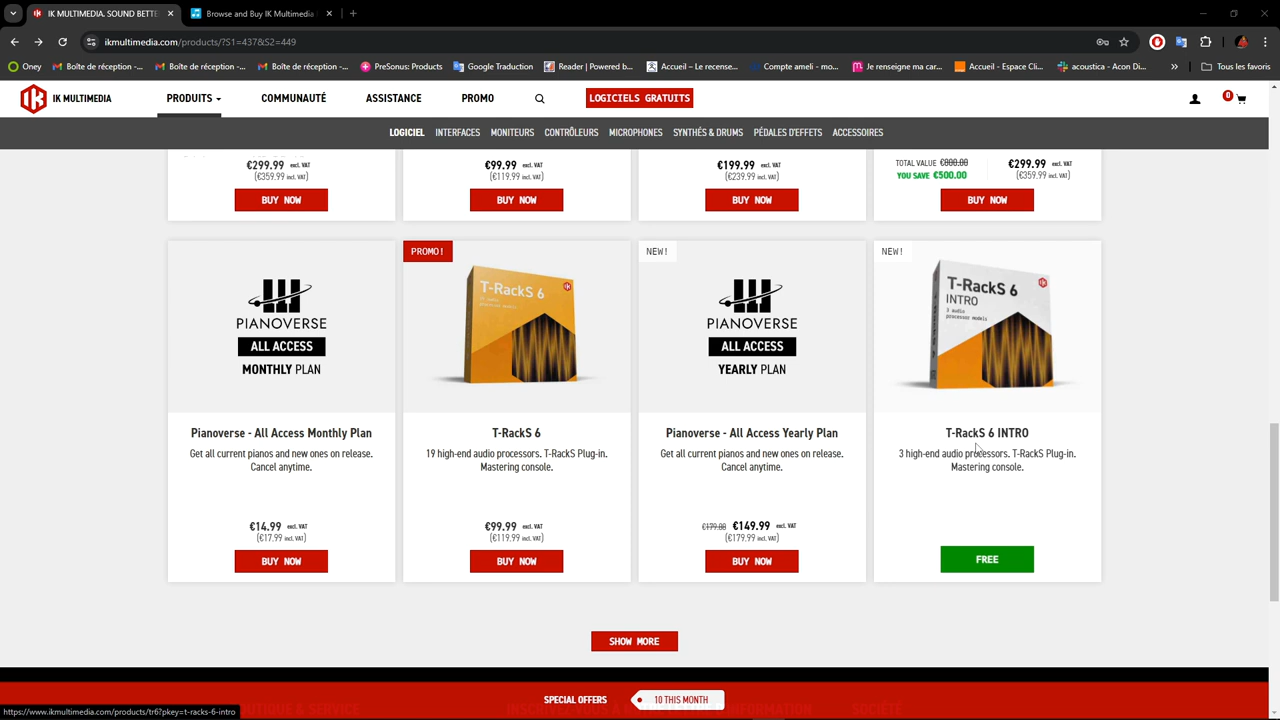 IK MULTIMEDIA. SOUND BETTE
Browse and Buy IK Multimedia
ikmultimedia.com/products/?S1=437&S2=449
Oney
Boîte de réception -...
Boîte de réception -...
Boîte de réception -...
PreSonus: Products
Google Traduction
Reader | Powered b...
Accueil – Le license...
Compte ameli - mo...
Je renseigne ma car...
Accueil - Espace Cli...
acoustica - Acon Di...
»
Tous les favoris
IK MULTIMEDIA
PRODUITS
COMMUNAUTÉ
ASSISTANCE
PROMO
LOGICIELS GRATUITS
0
LOGICIEL
INTERFACES
MONITEURS
CONTRÔLEURS
MICROPHONES
SYNTHÉS & DRUMS
PÉDALES D'EFFETS
ACCESSOIRES
€299.99 excl. VAT
(€359.99 incl. VAT)
BUY NOW
€99.99 excl. VAT
(€119.99 incl. VAT)
BUY NOW
€199.99 excl. VAT
(€239.99 incl. VAT)
BUY NOW
TOTAL VALUE €800.00
YOU SAVE €500.00
€299.99 excl. VAT
(€359.99 incl. VAT)
BUY NOW
PIANOVERSE
ALL ACCESS
MONTHLY PLAN
Pianoverse - All Access Monthly Plan
Get all current pianos and new ones on release.
Cancel anytime.
€14.99 excl. VAT
(€17.99 incl. VAT)
BUY NOW
PROMO!
T-RackS 6
T-RackS 6
19 high-end audio processors. T-RackS Plug-in.
Mastering console.
€99.99 excl. VAT
(€119.99 incl. VAT)
BUY NOW
NEW!
PIANOVERSE
ALL ACCESS
YEARLY PLAN
Pianoverse - All Access Yearly Plan
Get all current pianos and new ones on release.
Cancel anytime.
€179.88 €149.99 excl. VAT
(€179.99 incl. VAT)
BUY NOW
NEW!
T-RackS 6
INTRO
3 audio
processor models
T-RackS 6 INTRO
3 high-end audio processors. T-RackS Plug-in.
Mastering console.
FREE
SHOW MORE
SPECIAL OFFERS
10 THIS MONTH
https://www.ikmultimedia.com/products/tr6?pkey=t-racks-6-intro